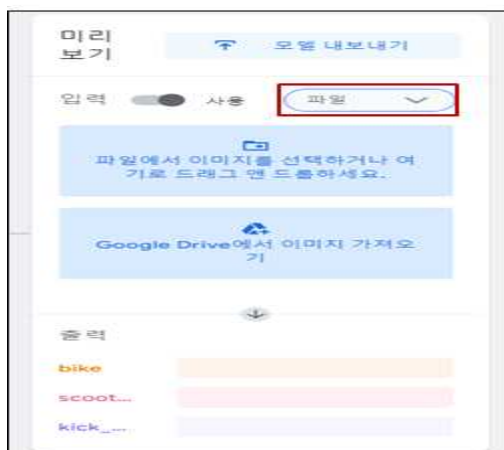 미리
보기
모델 내보내기
입력
사용
파일
파일에서 이미지를 선택하거나 여
기로 드래그 앤 드롭하세요.
Google Drive에서 이미지 가져오
기
출력
bike
scoot...
kick_...